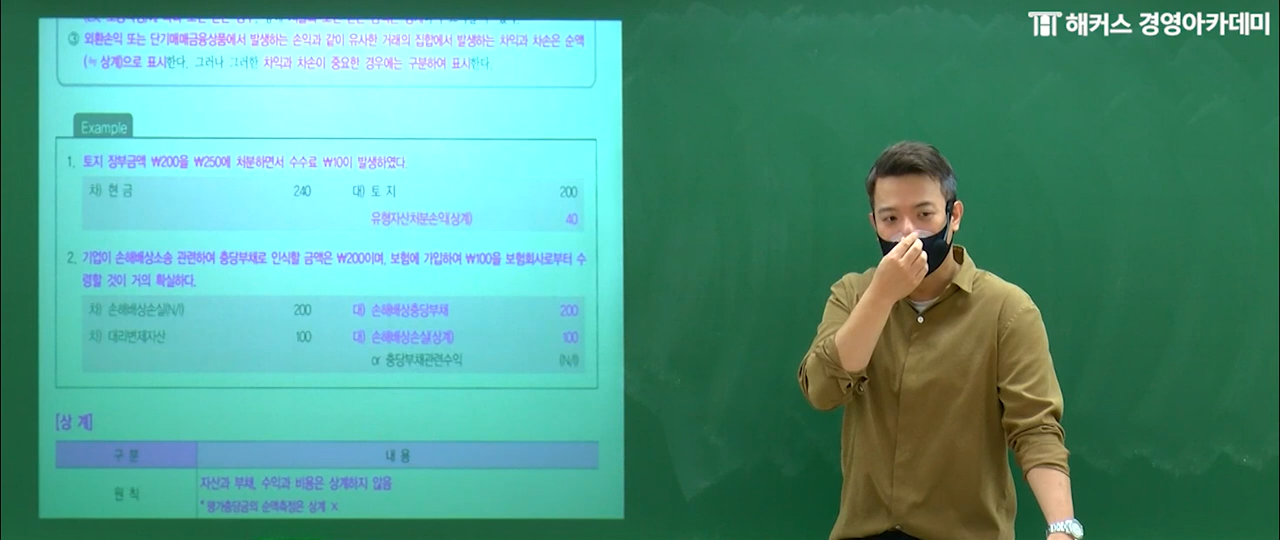 해커스 경영아카데미
③ 외환손익 또는 단기매매금융상품에서 발생하는 손익과 같이 유사한 거래의 집합에서 발생하는 차익과 차손은 순액
(≒ 상계)으로 표시한다. 그러나 그러한 차익과 차손이 중요한 경우에는 구분하여 표시한다.
Example
1. 토지 장부금액 ₩200을 ₩250에 처분하면서 수수료 ₩10이 발생하였다.
차) 현 금 240 대) 토 지 200
유형자산처분손익(상계) 40
2. 기업이 손해배상소송 관련하여 충당부채로 인식할 금액은 ₩200이며, 보험에 가입하여 ₩100을 보험회사로부터 수
령할 것이 거의 확실하다.
차) 손해배상손실(N/I) 200 대) 손해배상충당부채 200
차) 대리변제자산 100 대) 손해배상손실(상계) 100
or 충당부채관련수익 (N/I)
[상 계]
구 분 내 용
원 칙 자산과 부채, 수익과 비용은 상계하지 않음
* 평가충당금의 순액측정은 상계 ×